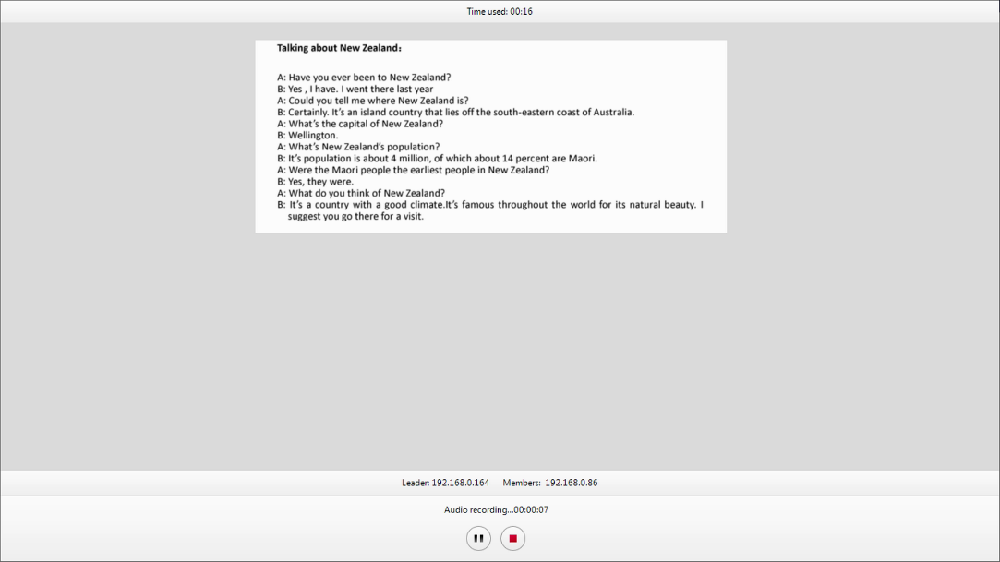 Time used: 00:16
Talking about New Zealand:
A: Have you ever been to New Zealand?
B: Yes , I have. I went there last year
A: Could you tell me where New Zealand is?
B: Certainly. It's an island country that lies off the south-eastern coast of Australia.
A: What's the capital of New Zealand?
B: Wellington.
A: What's New Zealand's population?
B: It's population is about 4 million, of which about 14 percent are Maori.
A: Were the Maori people the earliest people in New Zealand?
B: Yes, they were.
A: What do you think of New Zealand?
B: It's a country with a good climate.It's famous throughout the world for its natural beauty. I
suggest you go there for a visit.
Leader: 192.168.0.164 Members: 192.168.0.86
Audio recording...00:00:07